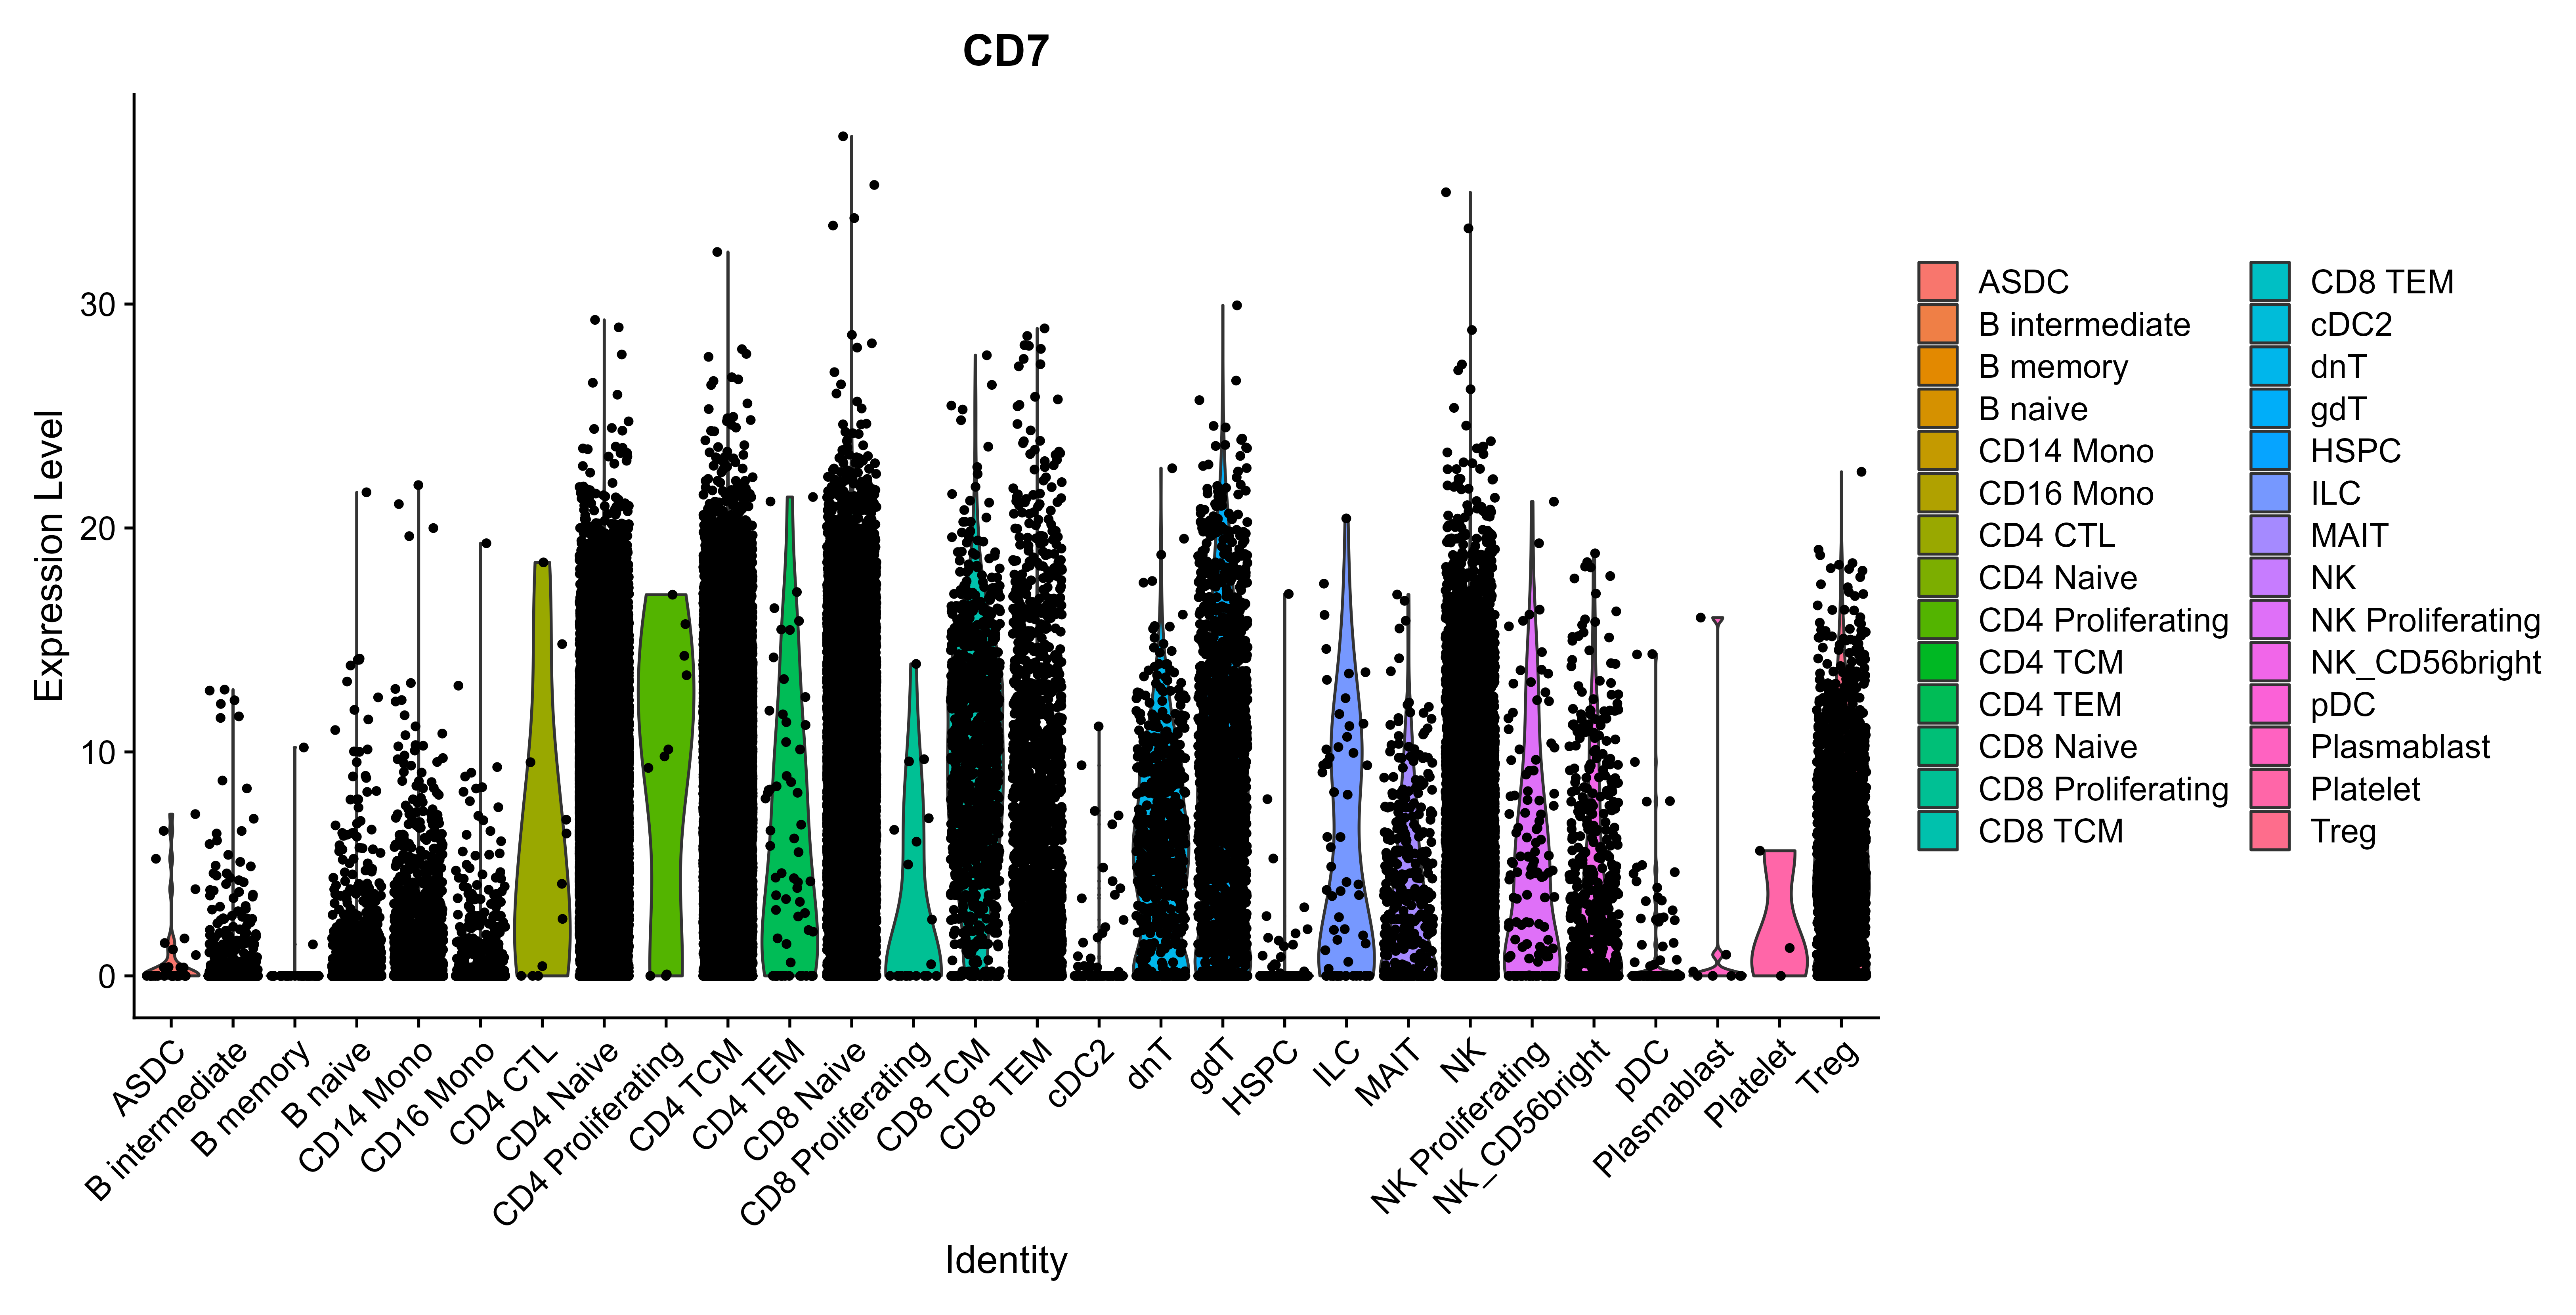 CD7
Expression Level
30
20
10
0
ASDC
B intermediate
B memory
B naive
CD14 Mono
CD16 Mono
CD4 CTL
CD4 Naive
CD4 Proliferating
CD4 TCM
CD4 TEM
CD8 Naive
CD8 Proliferating
CD8 TCM
CD8 TEM
cDC2
dnT
gdT
HSPC
ILC
MAIT
NK
NK Proliferating
NK_CD56bright
pDC
Plasmablast
Platelet
Treg
Identity
ASDC
B intermediate
B memory
B naive
CD14 Mono
CD16 Mono
CD4 CTL
CD4 Naive
CD4 Proliferating
CD4 TCM
CD4 TEM
CD8 Naive
CD8 Proliferating
CD8 TCM
CD8 TEM
cDC2
dnT
gdT
HSPC
ILC
MAIT
NK
NK Proliferating
NK_CD56bright
pDC
Plasmablast
Platelet
Treg